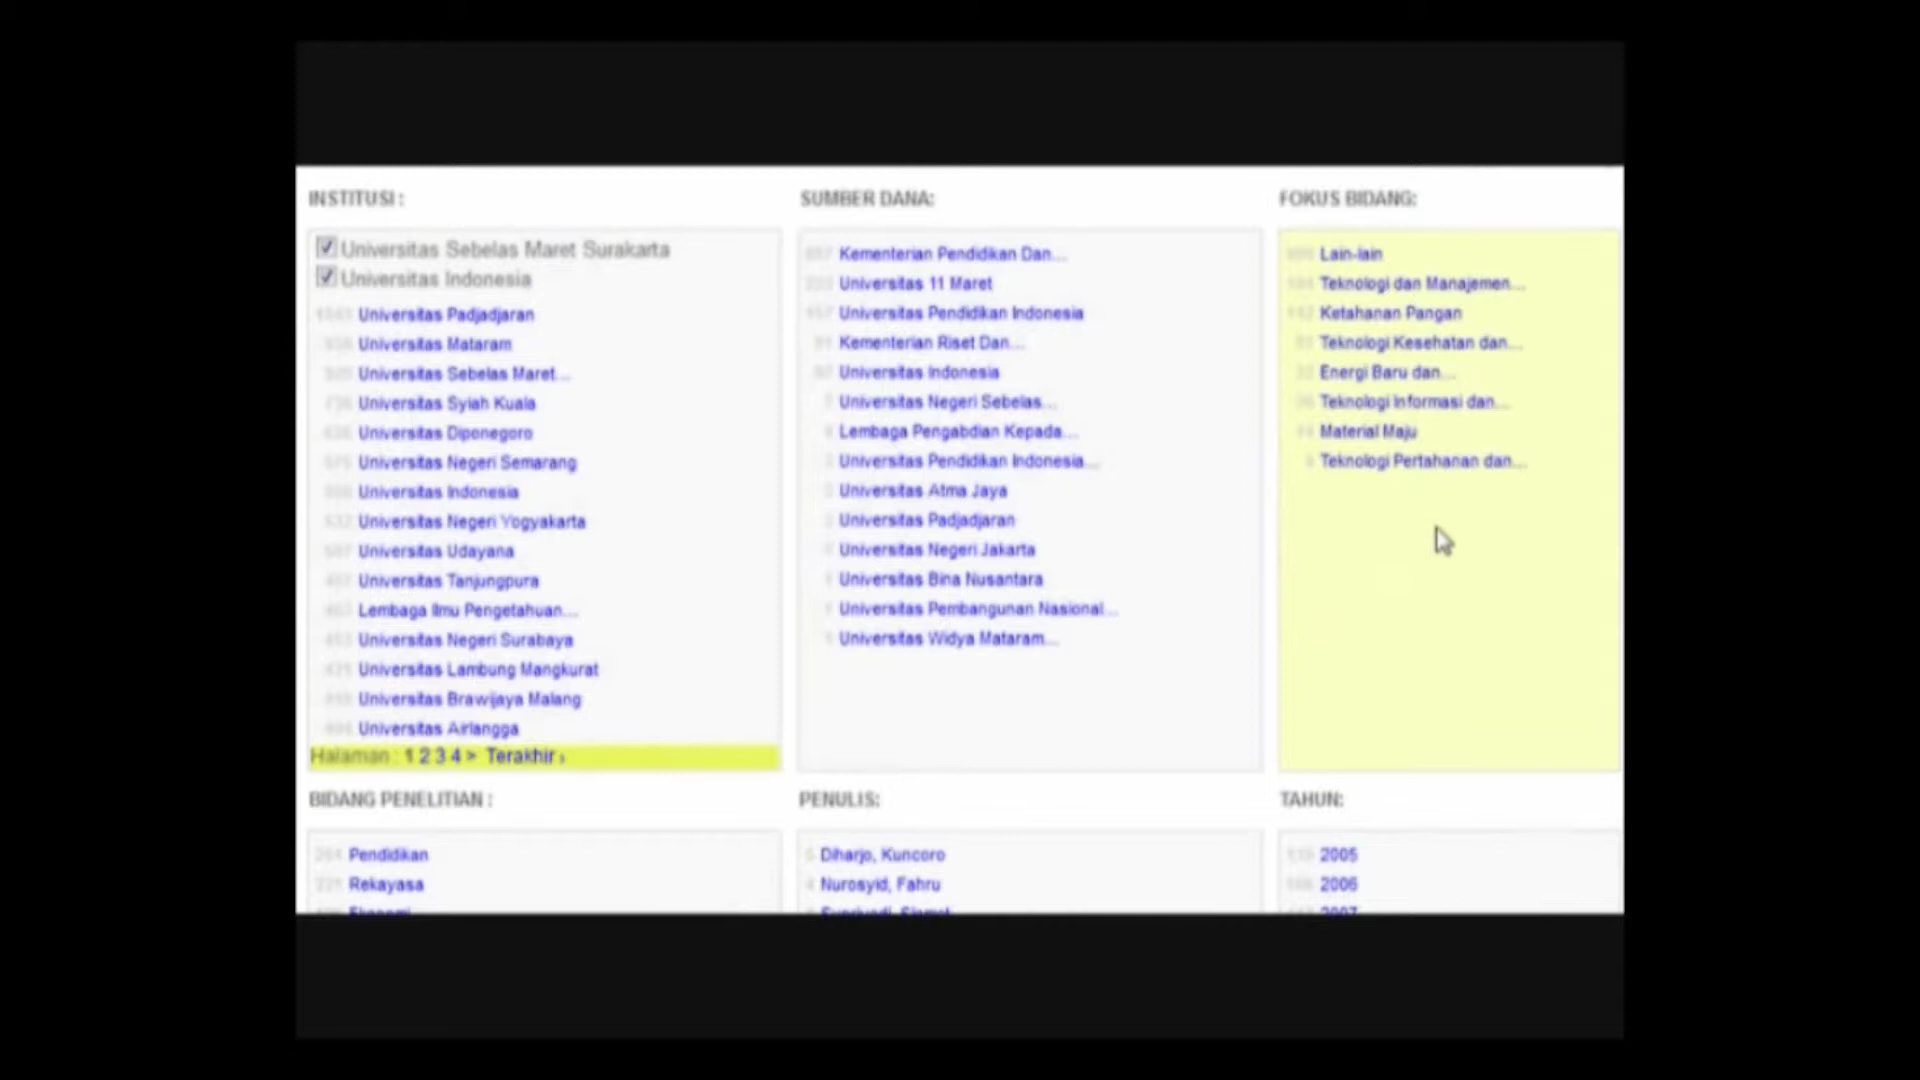 INSTITUSI :
Universitas Sebelas Maret Surakarta
Universitas Indonesia
Universitas Padjadjaran
Universitas Mataram
Universitas Sebelas Maret...
Universitas Syiah Kuala
Universitas Diponegoro
Universitas Negeri Semarang
Universitas Indonesia
Universitas Negeri Yogyakarta
Universitas Udayana
Universitas Tanjungpura
Lembaga Ilmu Pengetahuan...
Universitas Negeri Surabaya
Universitas Lambung Mangkurat
Universitas Brawijaya Malang
Universitas Airlangga
Halaman : 1 2 3 4 > Terakhir ›
SUMBER DANA:
Kementerian Pendidikan Dan...
Universitas 11 Maret
Universitas Pendidikan Indonesia
Kementerian Riset Dan...
Universitas Indonesia
Universitas Negeri Sebelas...
Lembaga Pengabdian Kepada...
Universitas Pendidikan Indonesia...
Universitas Atma Jaya
Universitas Padjadjaran
Universitas Negeri Jakarta
Universitas Bina Nusantara
Universitas Pembangunan Nasional...
Universitas Widya Mataram...
FOKUS BIDANG:
Lain-lain
Teknologi dan Manajemen...
Ketahanan Pangan
Teknologi Kesehatan dan...
Energi Baru dan...
Teknologi Informasi dan...
Material Maju
Teknologi Pertahanan dan...
BIDANG PENELITIAN :
Pendidikan
Rekayasa
Ekonomi
PENULIS:
Diharjo, Kuncoro
Nurosyid, Fahru
Supriyadi, Slamet
TAHUN:
2005
2006
2007